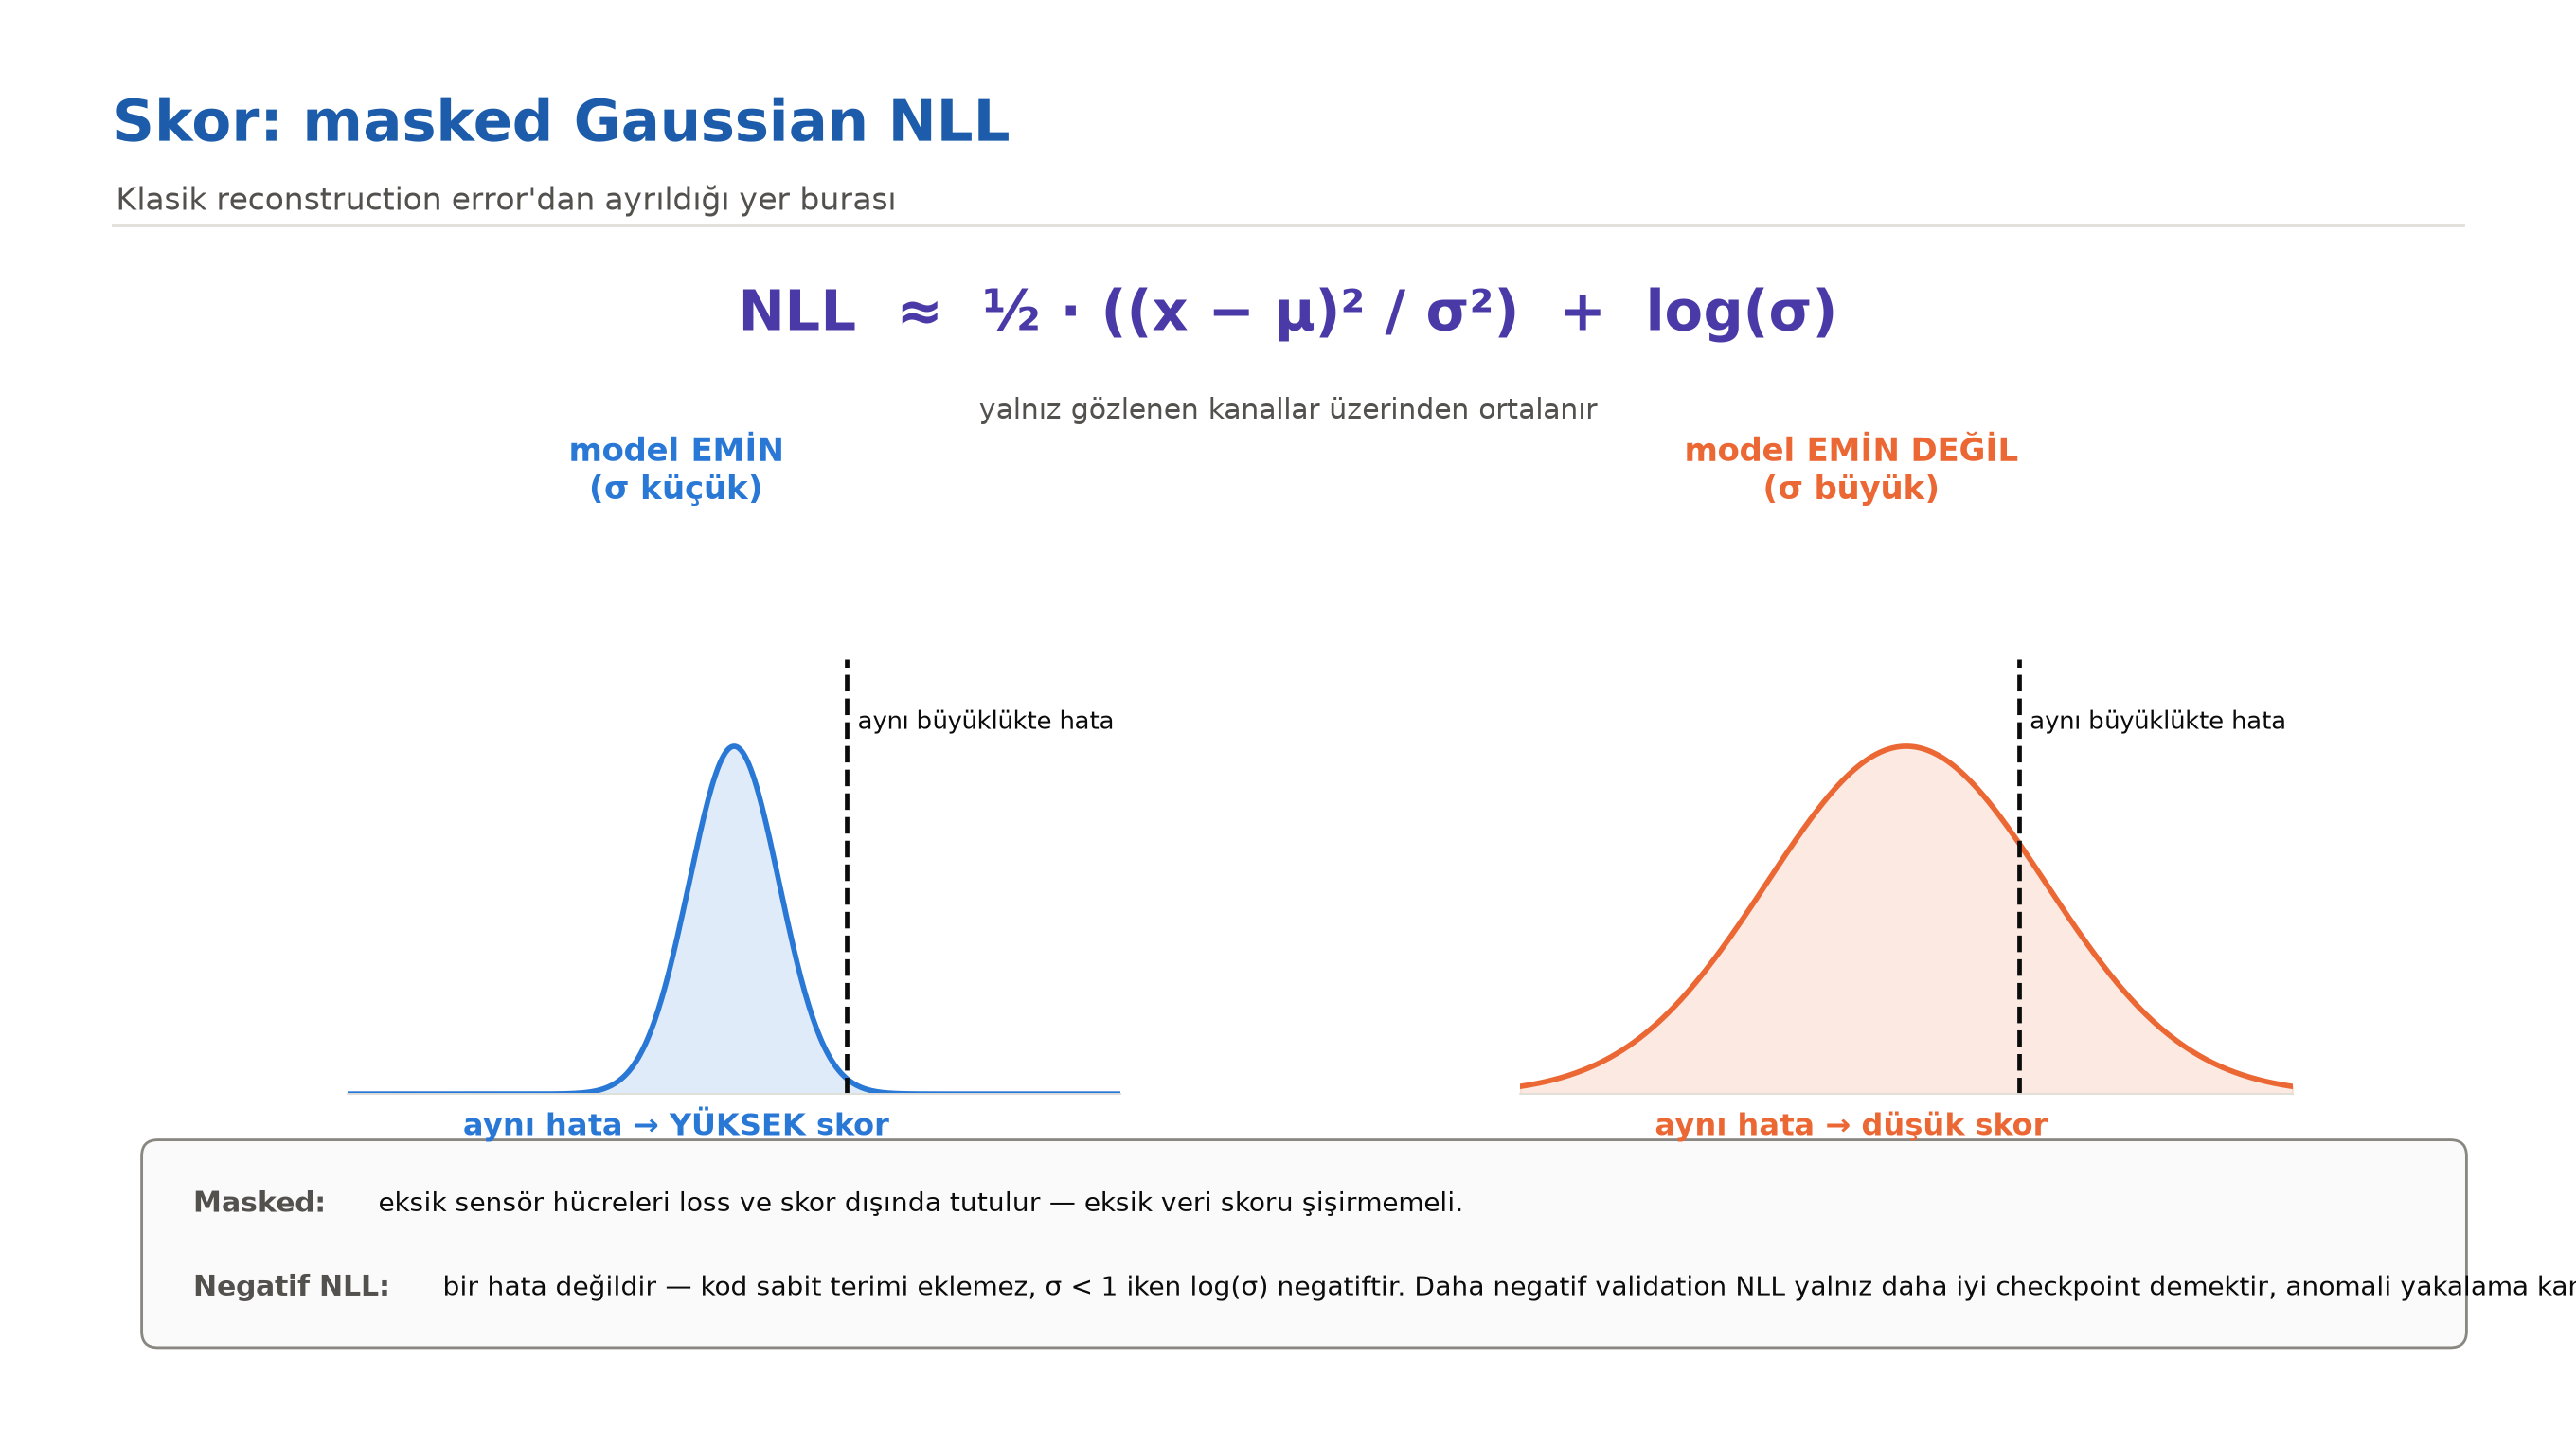 Skor: masked Gaussian NLL
Klasik reconstruction error'dan ayrıldığı yer burası
NLL ≈ ½ · ((x − μ)² / σ²) + log(σ)
yalnız gözlenen kanallar üzerinden ortalanır
model EMİN
(σ küçük)
aynı büyüklükte hata
aynı hata → YÜKSEK skor
model EMİN DEĞİL
(σ büyük)
aynı büyüklükte hata
aynı hata → düşük skor
Masked: eksik sensör hücreleri loss ve skor dışında tutulur — eksik veri skoru şişirmemeli.
Negatif NLL: bir hata değildir — kod sabit terimi eklemez, σ < 1 iken log(σ) negatiftir. Daha negatif validation NLL yalnız daha iyi checkpoint demektir, anomali yakalama